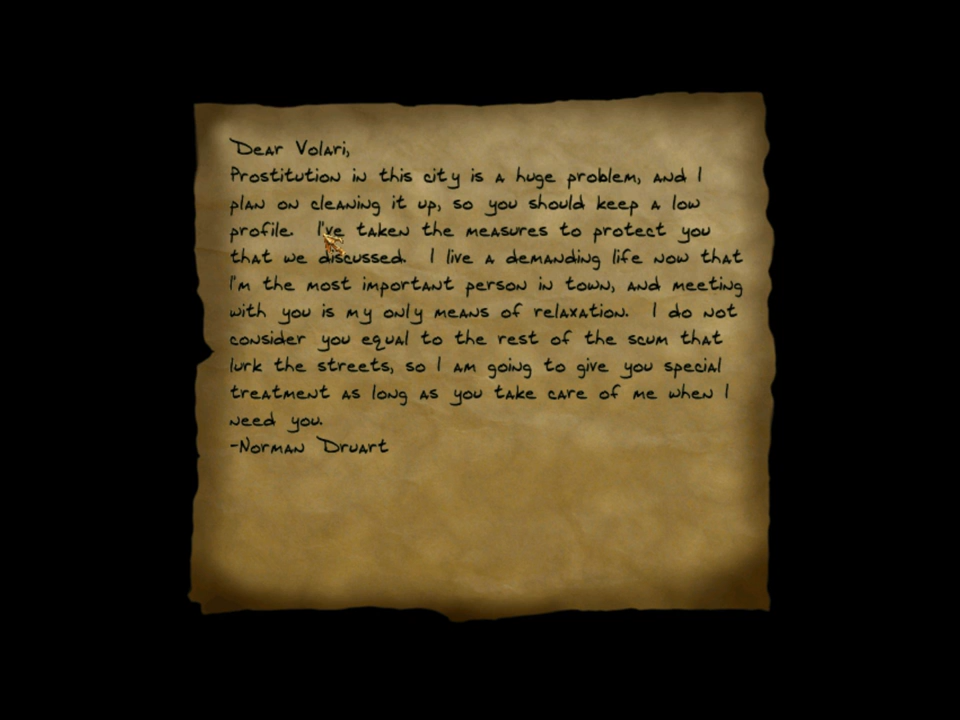 Dear Volari,
Prostitution in this city is a huge problem, and I
plan on cleaning it up, so you should keep a low
profile. I've taken the measures to protect you
that we discussed. I live a demanding life now that
I'm the most important person in town, and meeting
with you is my only means of relaxation. I do not
consider you equal to the rest of the scum that
lurk the streets, so I am going to give you special
treatment as long as you take care of me when I
need you.
-Norman Druart